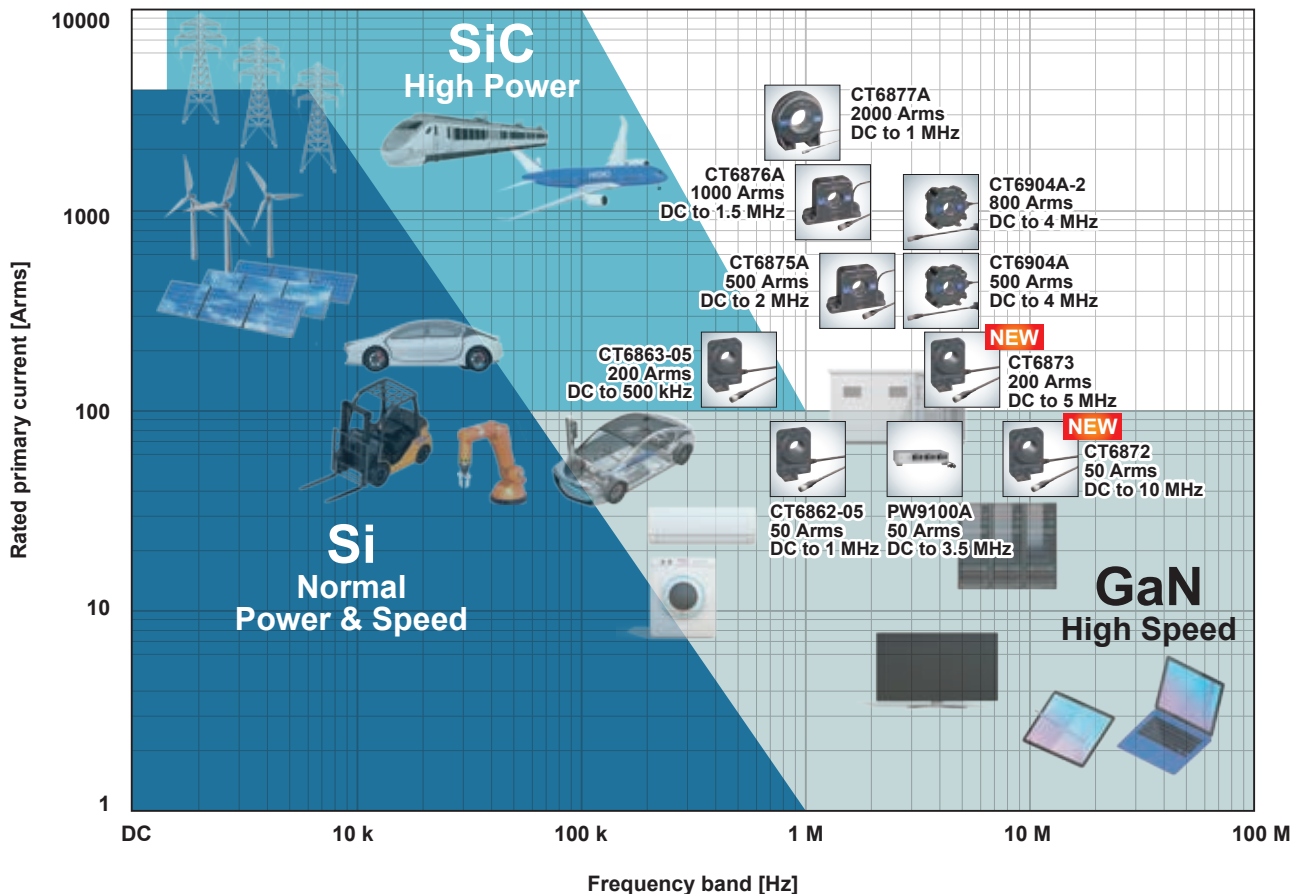 10000
1000
100
10
1
Rated primary current [Arms]
SiC
High Power
CT6877A
2000 Arms
DC to 1 MHz
CT6876A
1000 Arms
DC to 1.5 MHz
CT6904A-2
800 Arms
DC to 4 MHz
CT6875A
500 Arms
DC to 2 MHz
CT6904A
500 Arms
DC to 4 MHz
CT6863-05
200 Arms
DC to 500 kHz
NEW
CT6873
200 Arms
DC to 5 MHz
NEW
CT6872
50 Arms
DC to 10 MHz
CT6862-05
50 Arms
DC to 1 MHz
PW9100A
50 Arms
DC to 3.5 MHz
Si
Normal
Power & Speed
GaN
High Speed
DC
10 k
100 k
1 M
10 M
100 M
Frequency band [Hz]